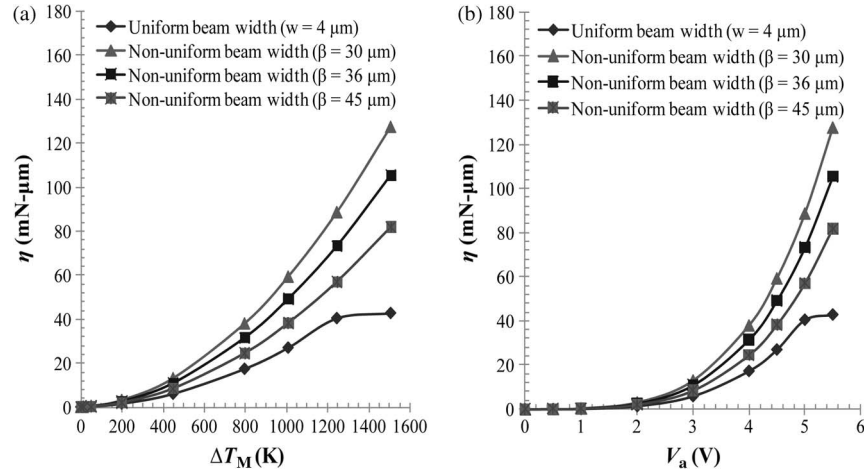 (a)
180
160
140
120
100
80
60
40
20
0
η (mN-μm)
Uniform beam width (w = 4 μm)
Non-uniform beam width (β = 30 μm)
Non-uniform beam width (β = 36 μm)
Non-uniform beam width (β = 45 μm)
0 200 400 600 800 1000 1200 1400 1600
ΔT_M (K)
(b)
180
160
140
120
100
80
60
40
20
0
η (mN-μm)
Uniform beam width (w = 4 μm)
Non-uniform beam width (β = 30 μm)
Non-uniform beam width (β = 36 μm)
Non-uniform beam width (β = 45 μm)
0 1 2 3 4 5 6
V_a (V)